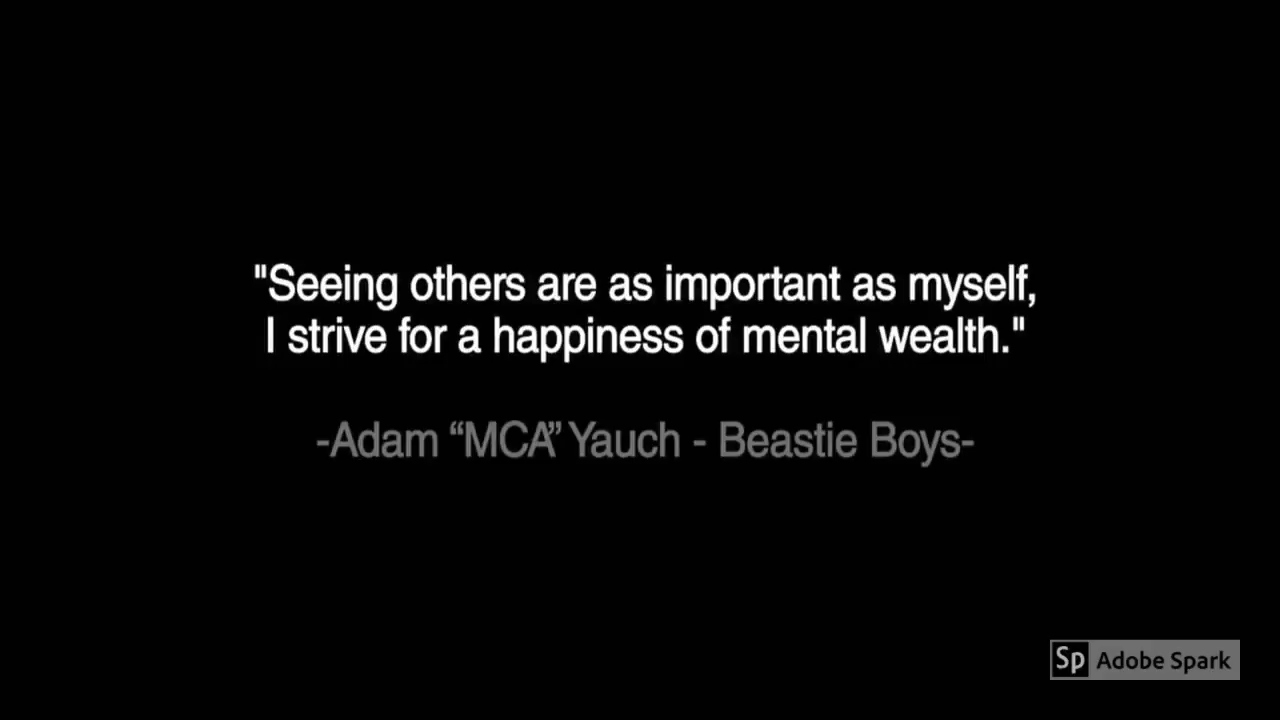 "Seeing others are as important as myself,
I strive for a happiness of mental wealth."
-Adam “MCA” Yauch - Beastie Boys-
Sp Adobe Spark